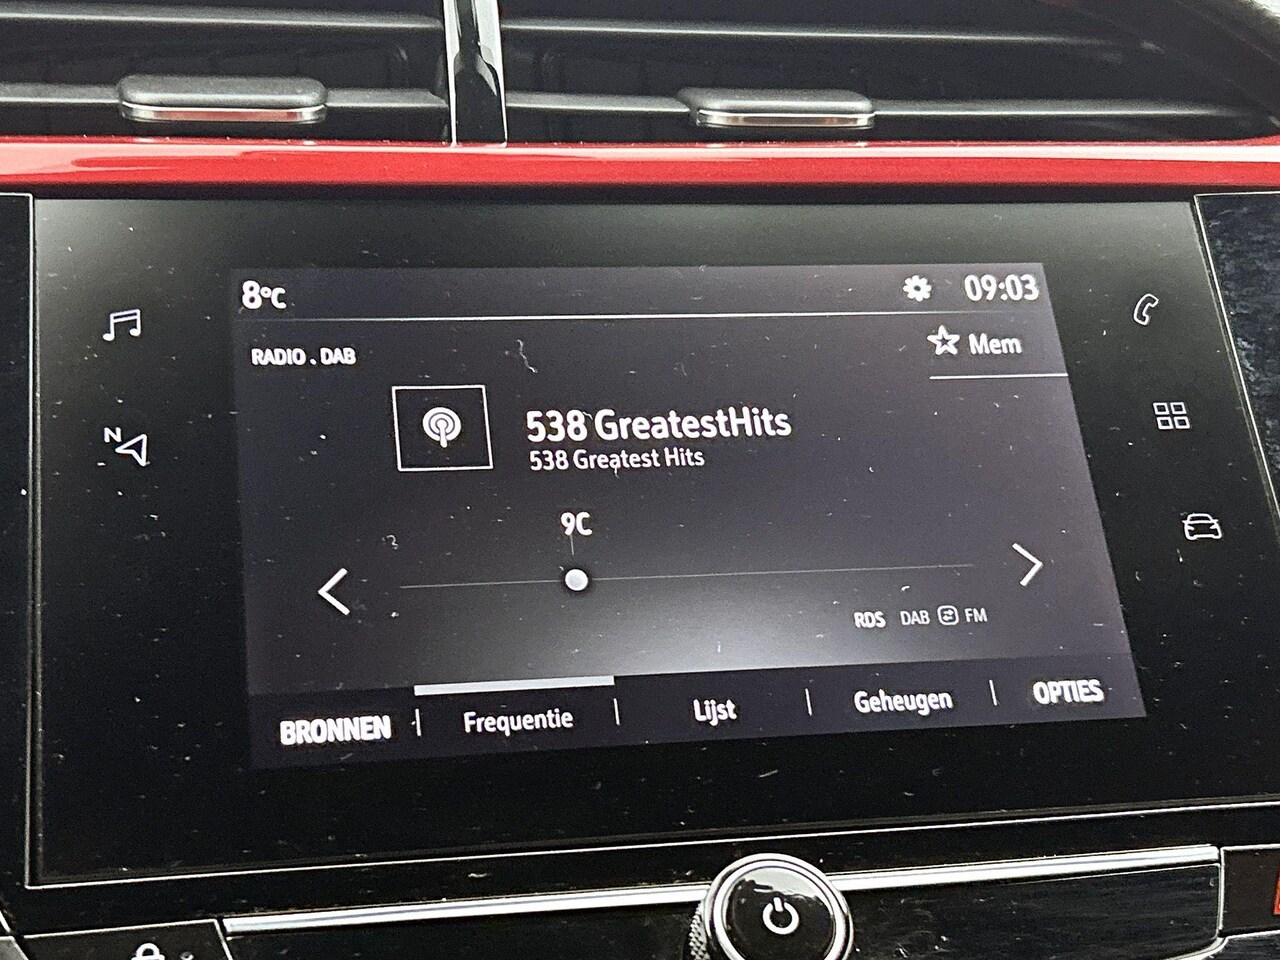 8°C 09:03
RADIO . DAB
Mem
538 GreatestHits
538 Greatest Hits
9C
RDS DAB FM
BRONNEN Frequentie Lijst Geheugen OPTIES
N